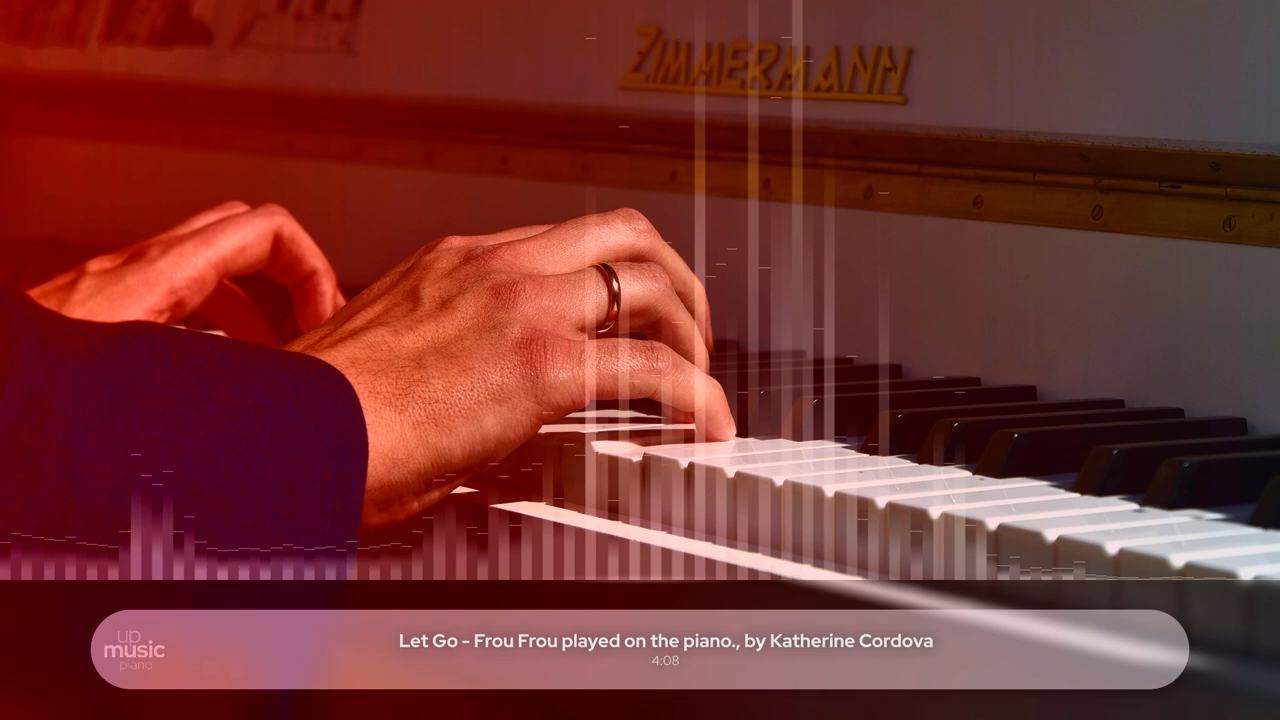 ZIMMERMANN
up
music
piano
Let Go - Frou Frou played on the piano., by Katherine Cordova
4:08